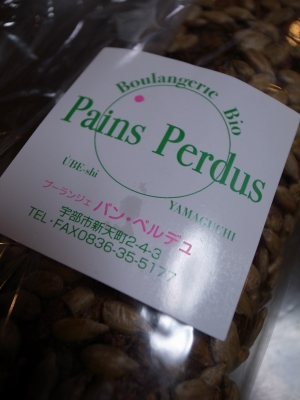 Boulangerie Bio
Pains Perdus
UBE-shi YAMAGUCHI
ブーランジェ パン・ペルデュ
宇部市新天町2-4-3
TEL・FAX0836-35-5177